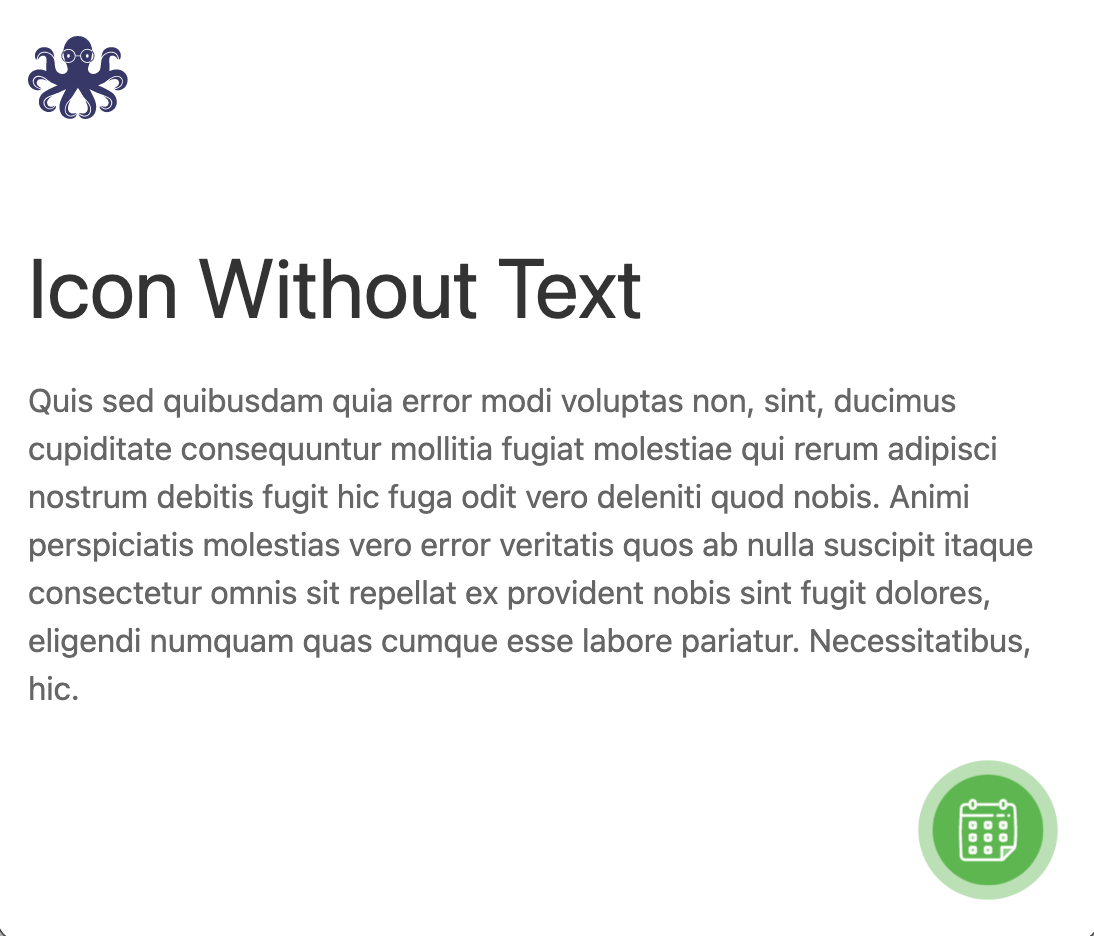 Icon Without Text
Quis sed quibusdam quia error modi voluptas non, sint, ducimus
cupiditate consequuntur mollitia fugiat molestiae qui rerum adipisci
nostrum debitis fugit hic fuga odit vero deleniti quod nobis. Animi
perspiciatis molestias vero error veritatis quos ab nulla suscipit itaque
consectetur omnis sit repellat ex provident nobis sint fugit dolores,
eligendi numquam quas cumque esse labore pariatur. Necessitatibus,
hic.